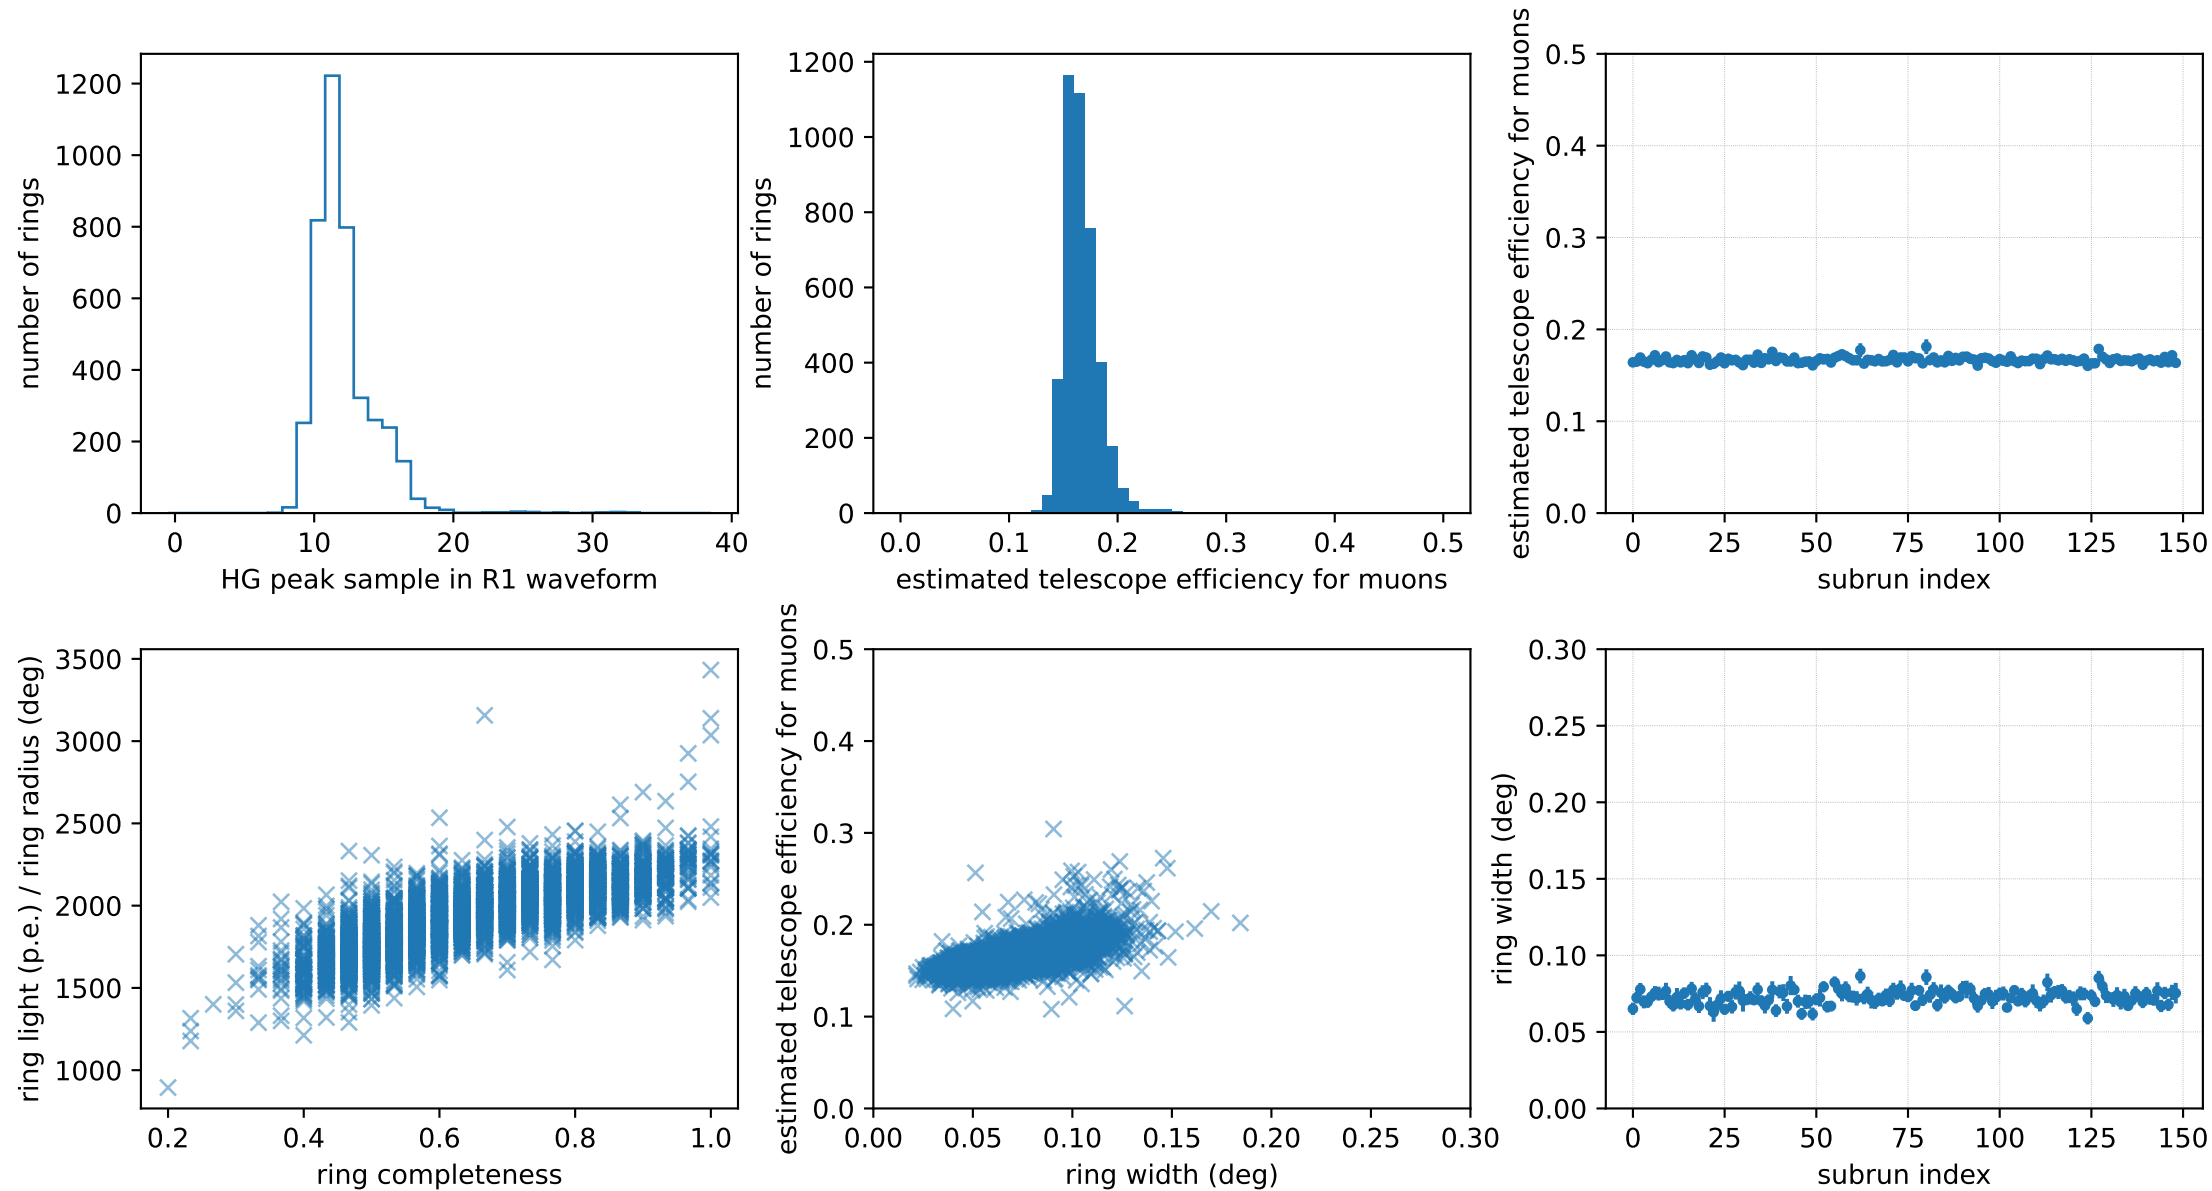 number of rings
1200
1000
800
600
400
200
0
0 10 20 30 40
HG peak sample in R1 waveform
number of rings
1200
1000
800
600
400
200
0
0.0 0.1 0.2 0.3 0.4 0.5
estimated telescope efficiency for muons
estimated telescope efficiency for muons
0.5
0.4
0.3
0.2
0.1
0.0
0 25 50 75 100 125 150
subrun index
ring light (p.e.) / ring radius (deg)
3500
3000
2500
2000
1500
1000
0.2 0.4 0.6 0.8 1.0
ring completeness
estimated telescope efficiency for muons
0.5
0.4
0.3
0.2
0.1
0.0
0.00 0.05 0.10 0.15 0.20 0.25 0.30
ring width (deg)
ring width (deg)
0.30
0.25
0.20
0.15
0.10
0.05
0.00
0 25 50 75 100 125 150
subrun index